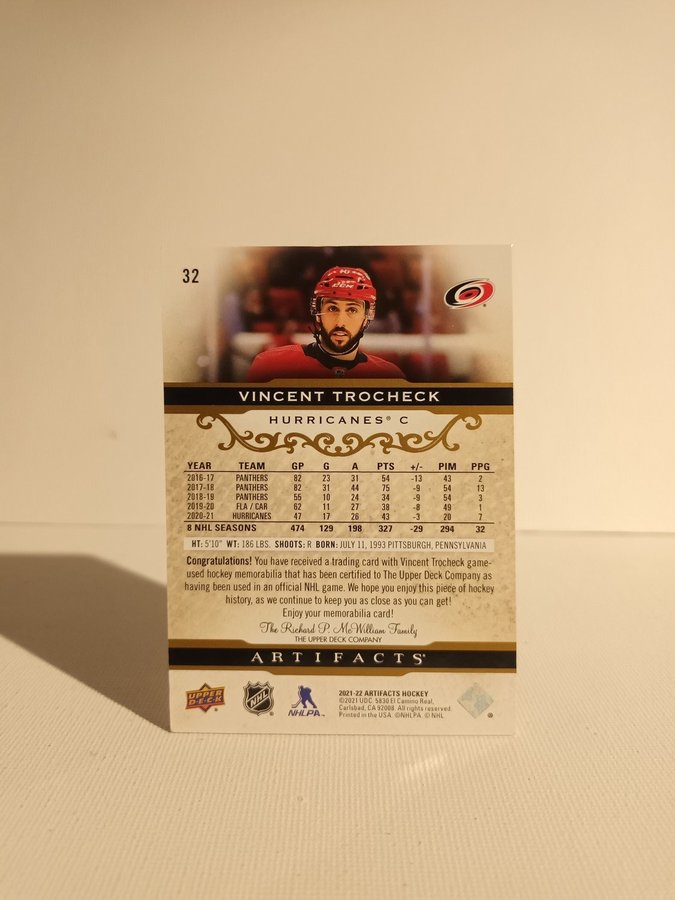 32
CCM
VINCENT TROCHECK
HURRICANES® C
YEAR TEAM GP G A PTS +/- PIM PPG
2016-17 PANTHERS 82 23 31 54 -13 43 2
2017-18 PANTHERS 82 31 44 75 -9 54 13
2018-19 PANTHERS 55 10 24 34 -9 54 3
2019-20 FLA / CAR 62 11 27 38 -8 49 1
2020-21 HURRICANES 47 17 26 43 -3 20 7
8 NHL SEASONS 474 129 198 327 -29 294 32
HT: 5'10" WT: 186 LBS. SHOOTS: R BORN: JULY 11, 1993 PITTSBURGH, PENNSYLVANIA
Congratulations! You have received a trading card with Vincent Trocheck game-
used hockey memorabilia that has been certified to The Upper Deck Company as
having been used in an official NHL game. We hope you enjoy this piece of hockey
history, as we continue to keep you as close as you can get!
Enjoy your memorabilia card!
The Richard P. McWilliam Family
THE UPPER DECK COMPANY
ARTIFACTS
UPPER DECK
NHL
NHLPA
2021-22 ARTIFACTS HOCKEY
©2021 UDC. 5830 El Camino Real,
Carlsbad, CA 92008. All rights reserved.
Printed in the USA. ©NHLPA. © NHL